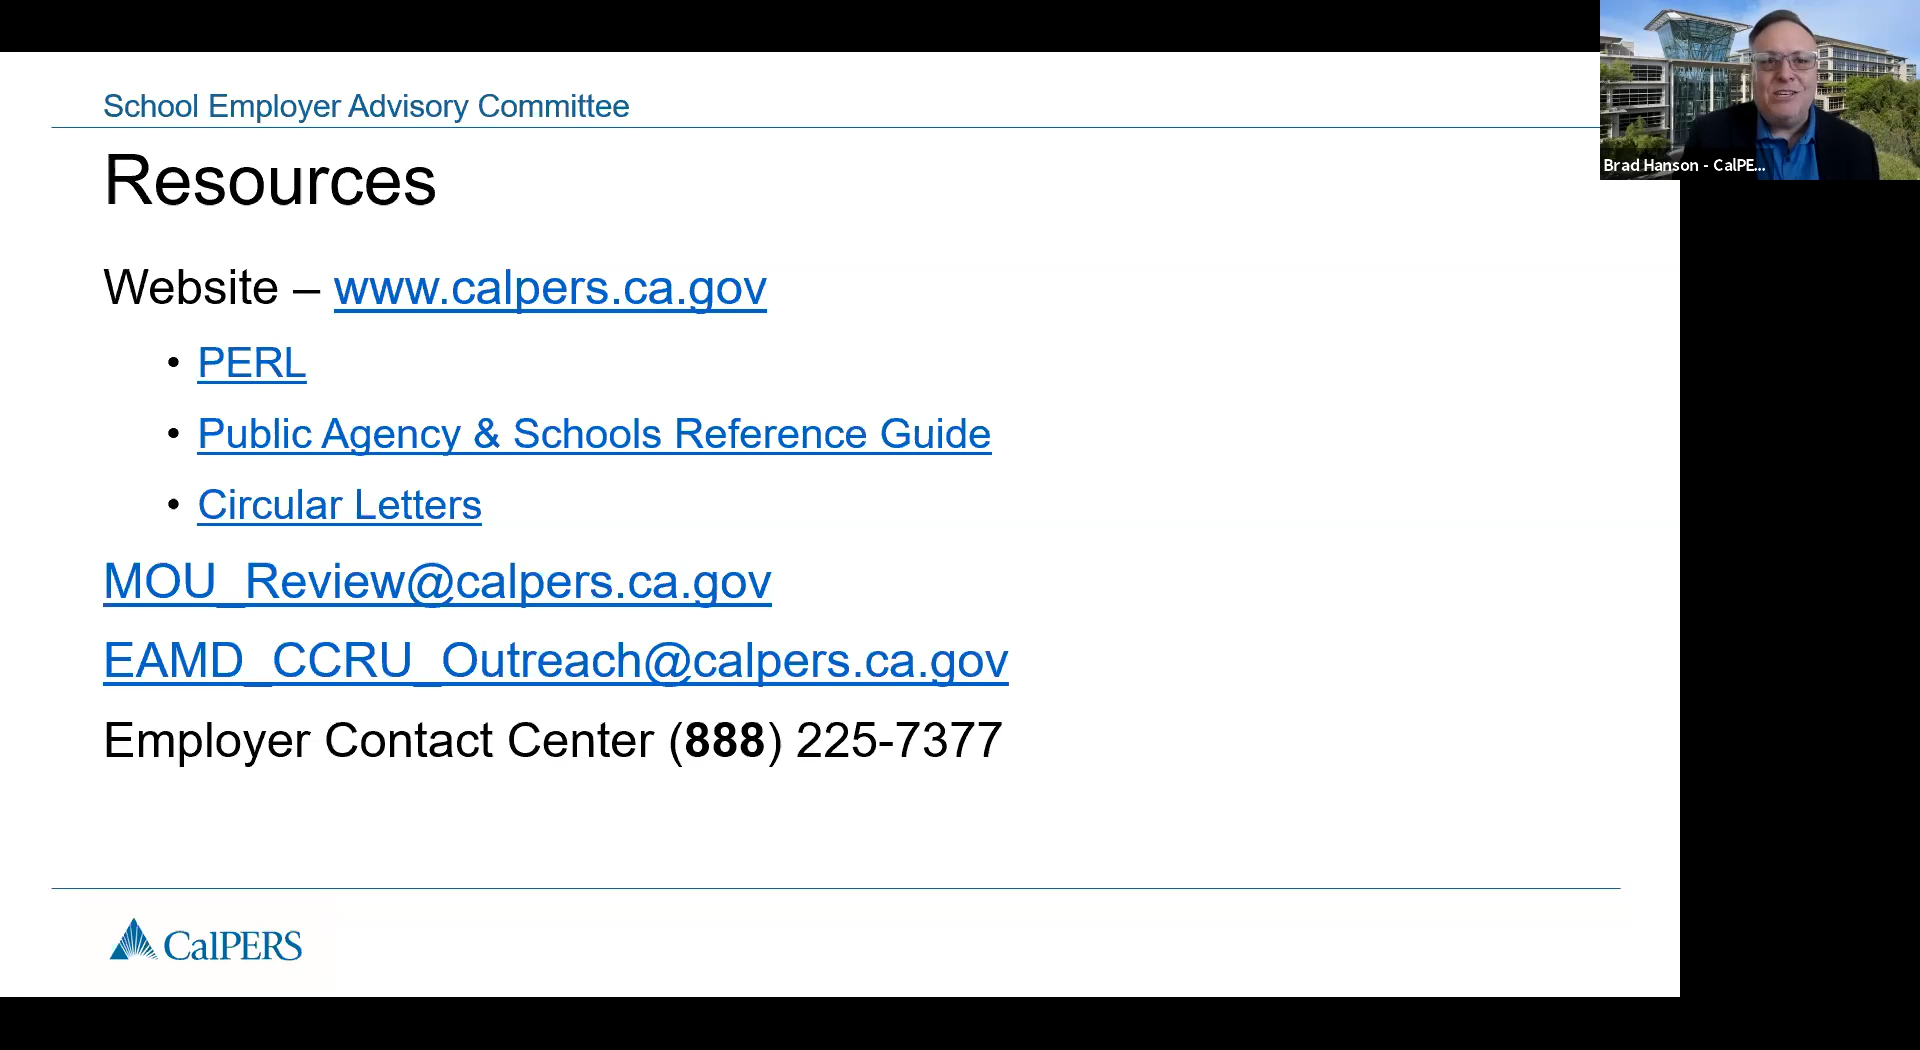 School Employer Advisory Committee
Resources
Website – www.calpers.ca.gov
• PERL
• Public Agency & Schools Reference Guide
• Circular Letters
MOU_Review@calpers.ca.gov
EAMD_CCRU_Outreach@calpers.ca.gov
Employer Contact Center (888) 225-7377
CalPERS
Brad Hanson - CalPE...